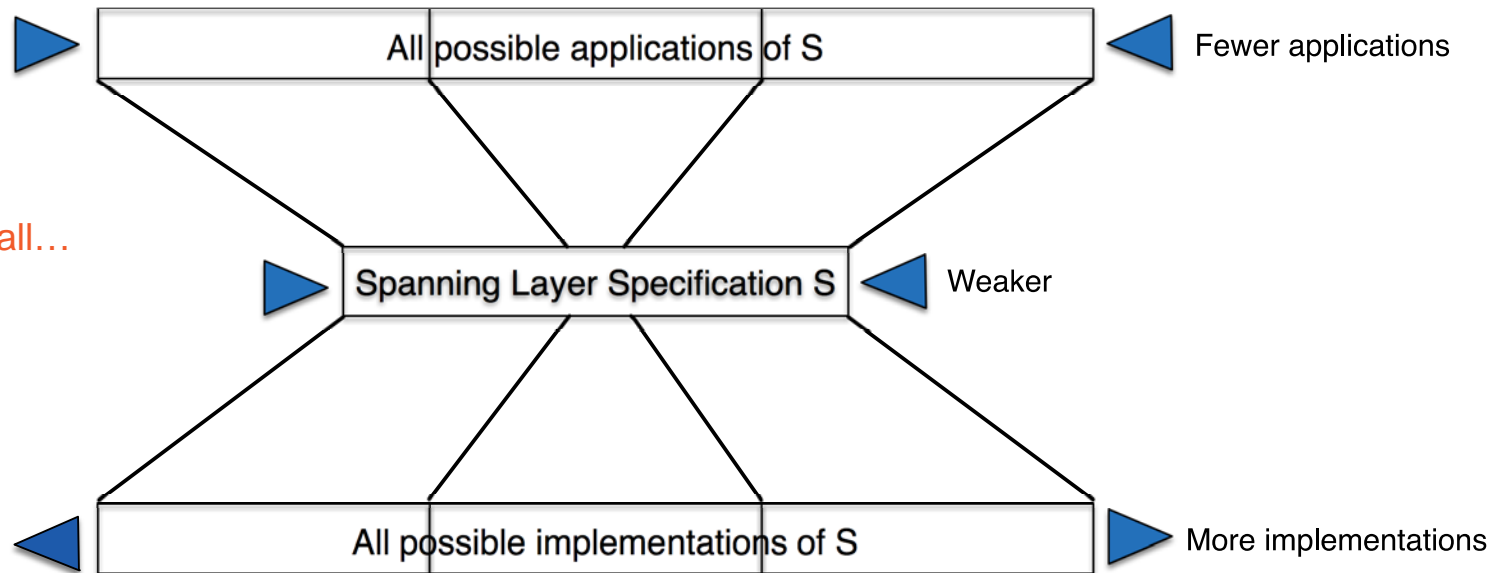 All possible applications of S
Fewer applications
all…
Spanning Layer Specification S
Weaker
All possible implementations of S
More implementations